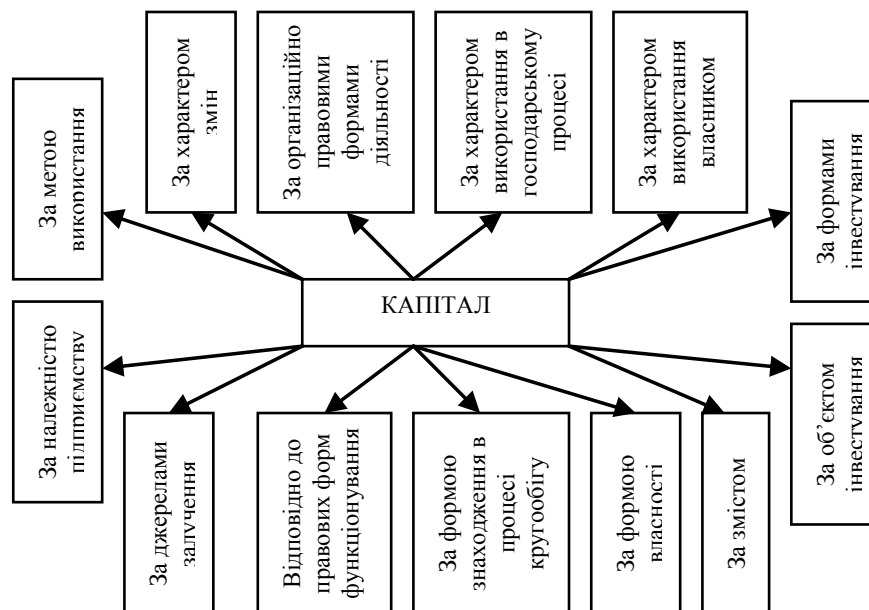 За метою
використання
За характером
змін
За організаційно
правовими
формами
діяльності
За характером
використання в
господарському
процесі
За характером
використання
власником
За формами
інвестування
КАПІТАЛ
За належністю
підприємству
За джерелами
залучення
Відповідно до
правових форм
функціонування
За формою
знаходження в
процесі
кругообігу
За формою
власності
За змістом
За об’єктом
інвестування